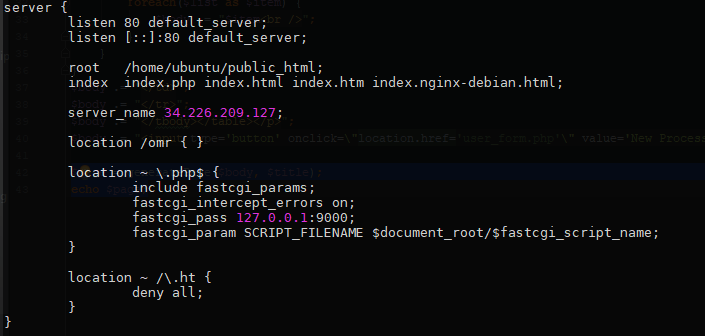 server {
listen 80 default_server;
listen [::]:80 default_server;
root /home/ubuntu/public_html;
index index.php index.html index.htm index.nginx-debian.html;
server_name 34.226.209.127;
location /omr { }
location ~ \.php$ {
include fastcgi_params;
fastcgi_intercept_errors on;
fastcgi_pass 127.0.0.1:9000;
fastcgi_param SCRIPT_FILENAME $document_root/$fastcgi_script_name;
}
location ~ /\.ht {
deny all;
}
}